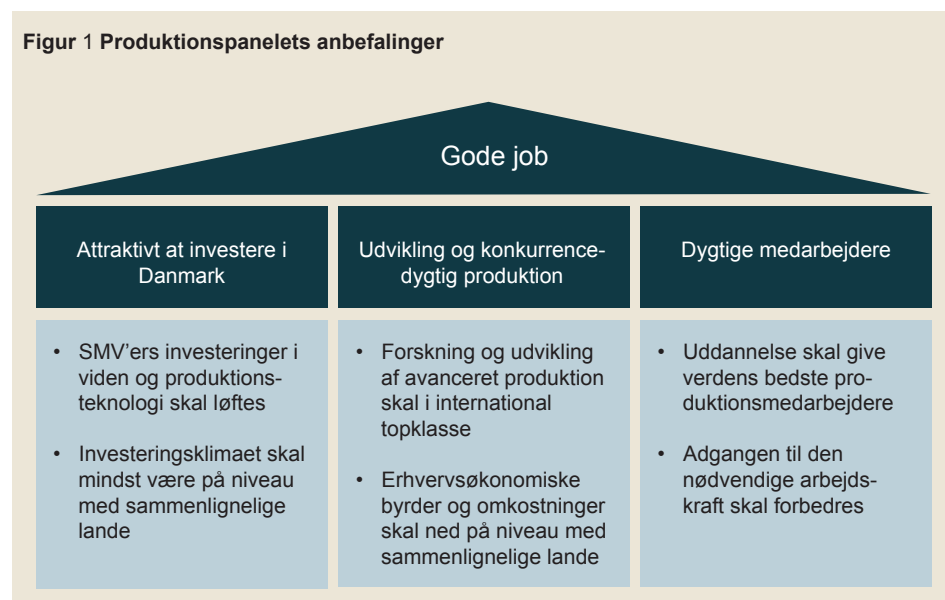 Figur 1 Produktionspanelets anbefalinger
Gode job
Attraktivt at investere i
Danmark
• SMV’ers investeringer i
viden og produktions-
teknologi skal løftes
• Investeringsklimaet skal
mindst være på niveau
med sammenlignelige
lande
Udvikling og konkurrence-
dygtig produktion
• Forskning og udvikling
af avanceret produktion
skal i international
topklasse
• Erhvervsøkonomiske
byrder og omkostninger
skal ned på niveau med
sammenlignelige lande
Dygtige medarbejdere
• Uddannelse skal give
verdens bedste pro-
duktionsmedarbejdere
• Adgangen til den
nødvendige arbejds-
kraft skal forbedres